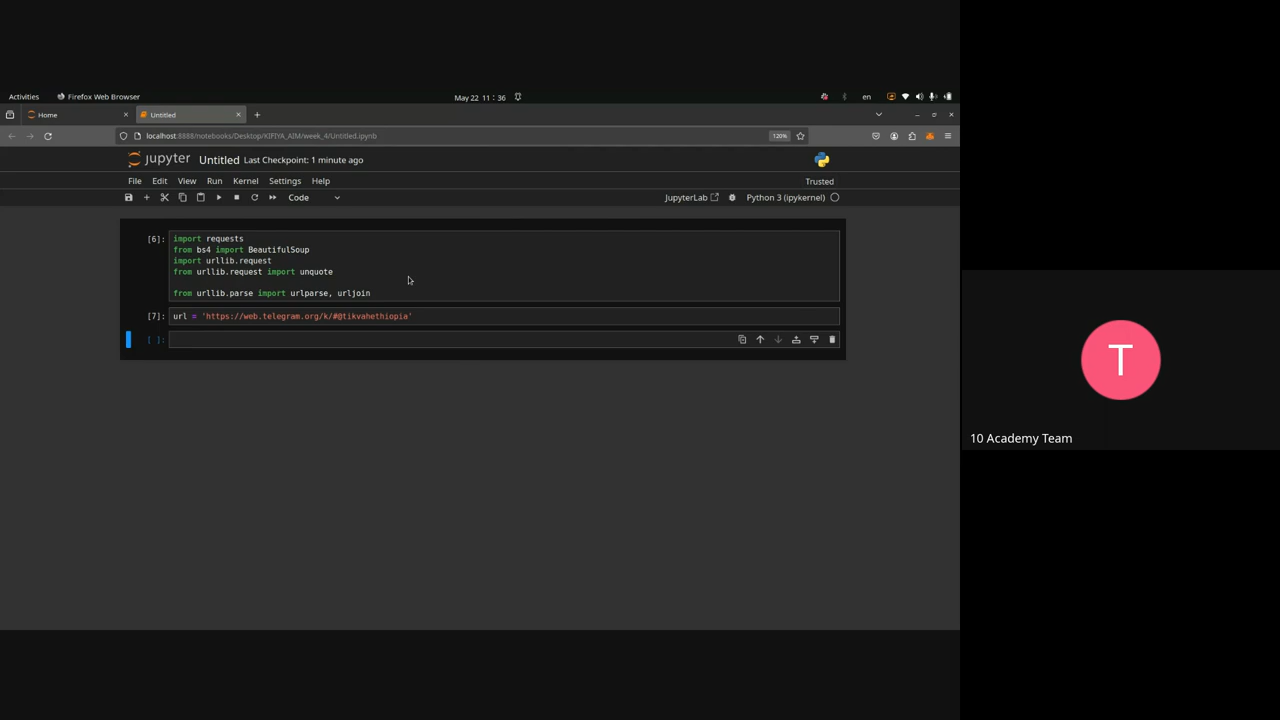 Activities
Firefox Web Browser
May 22 11:36
en
Home
Untitled
localhost:8888/notebooks/Desktop/KIFIYA_AIM/week_4/Untitled.ipynb
120%
jupyter Untitled Last Checkpoint: 1 minute ago
File Edit View Run Kernel Settings Help
Trusted
Code
JupyterLab
Python 3 (ipykernel)
[6]:
import requests
from bs4 import BeautifulSoup
import urllib.request
from urllib.request import unquote
from urllib.parse import urlparse, urljoin
[7]:
url = 'https://web.telegram.org/k/#@tikvahethiopia'
[ ]:
T
10 Academy Team